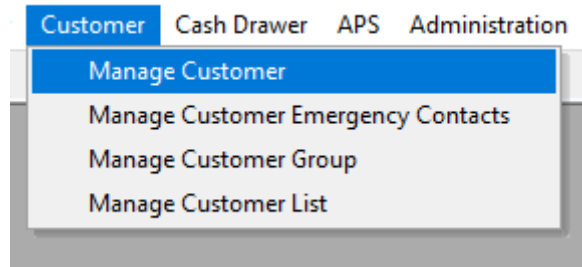 Customer Cash Drawer APS Administration
Manage Customer
Manage Customer Emergency Contacts
Manage Customer Group
Manage Customer List